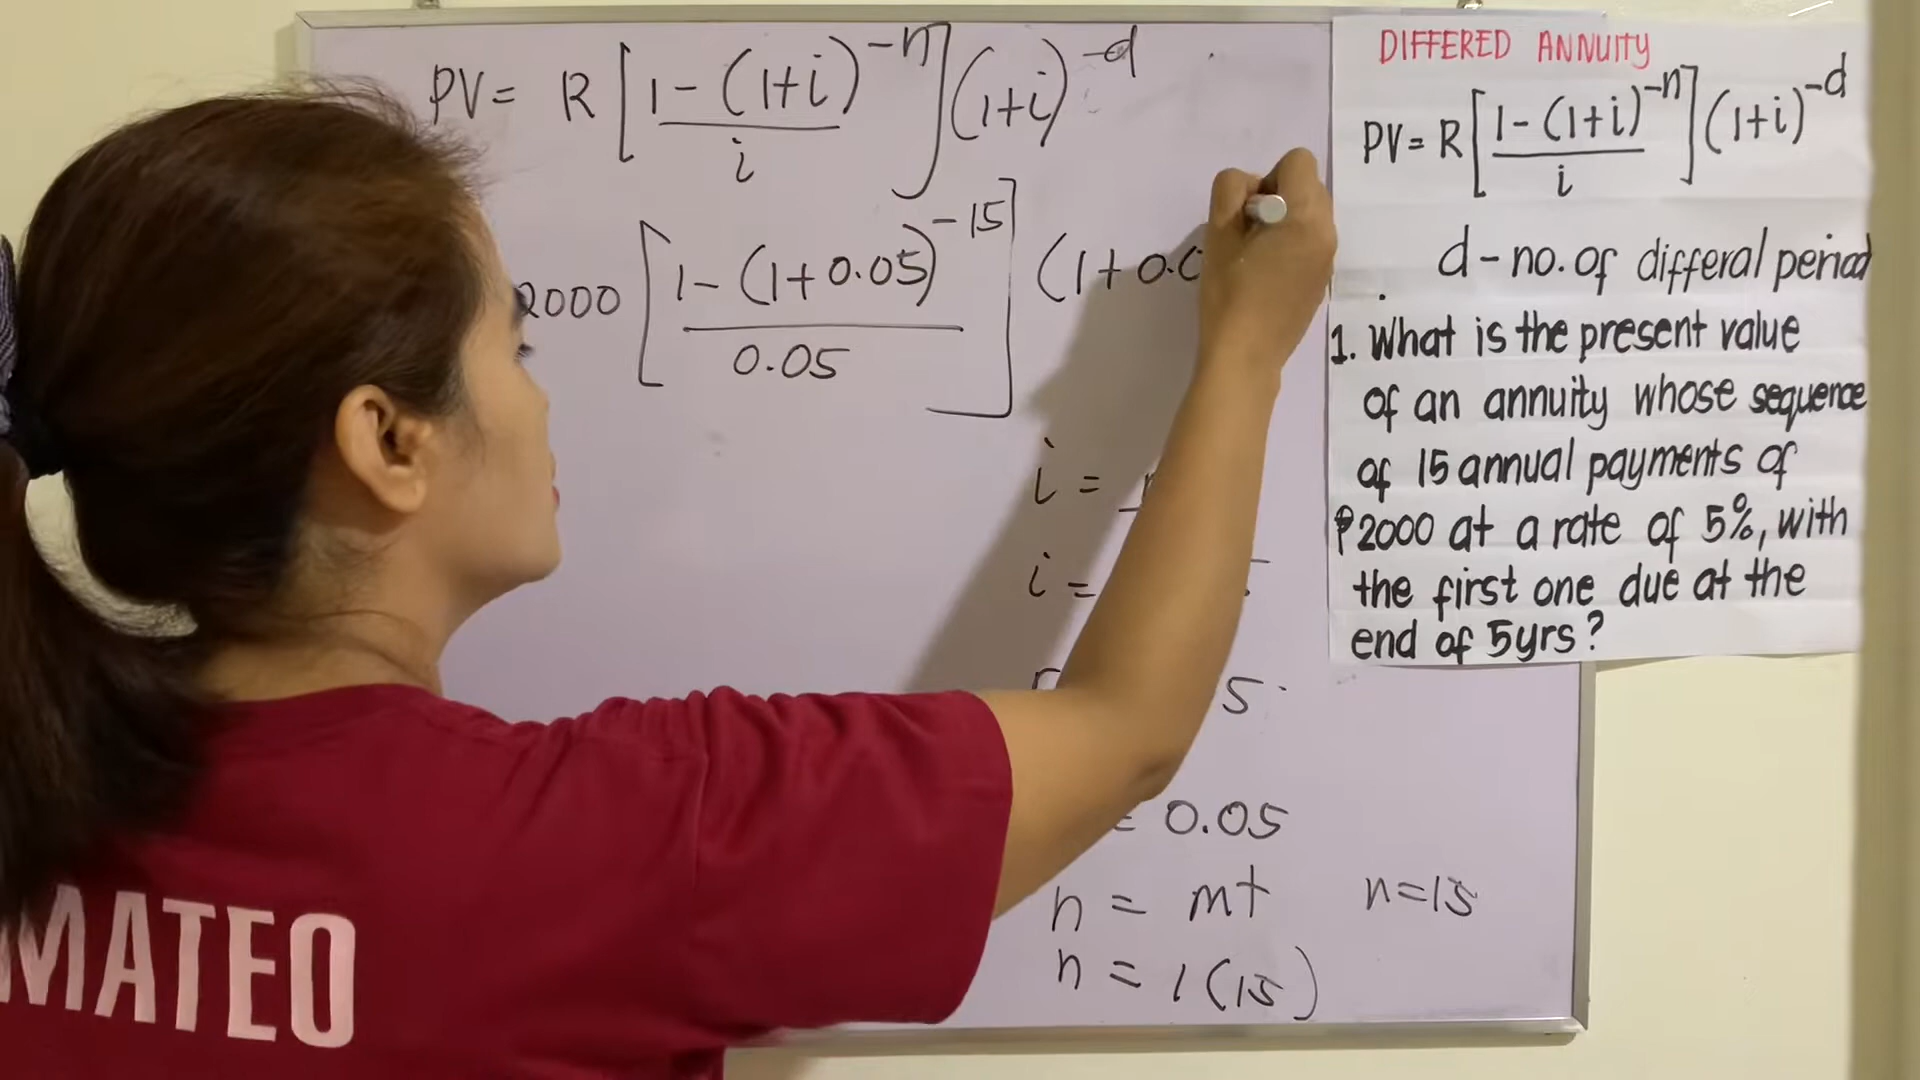 PV = R [1 - (1+i)^-n / i] (1+i)^-d
2000 [1 - (1+0.05)^-15 / 0.05] (1+0.0
i =
i =
5
= 0.05
n = mt
n=15
n = 1(15)
MATEO
DIFFERED ANNUITY
PV = R [1 - (1+i)^-n / i] (1+i)^-d
d - no. of differal period
1. What is the present value
of an annuity whose sequence
of 15 annual payments of
₱2000 at a rate of 5%, with
the first one due at the
end of 5yrs?